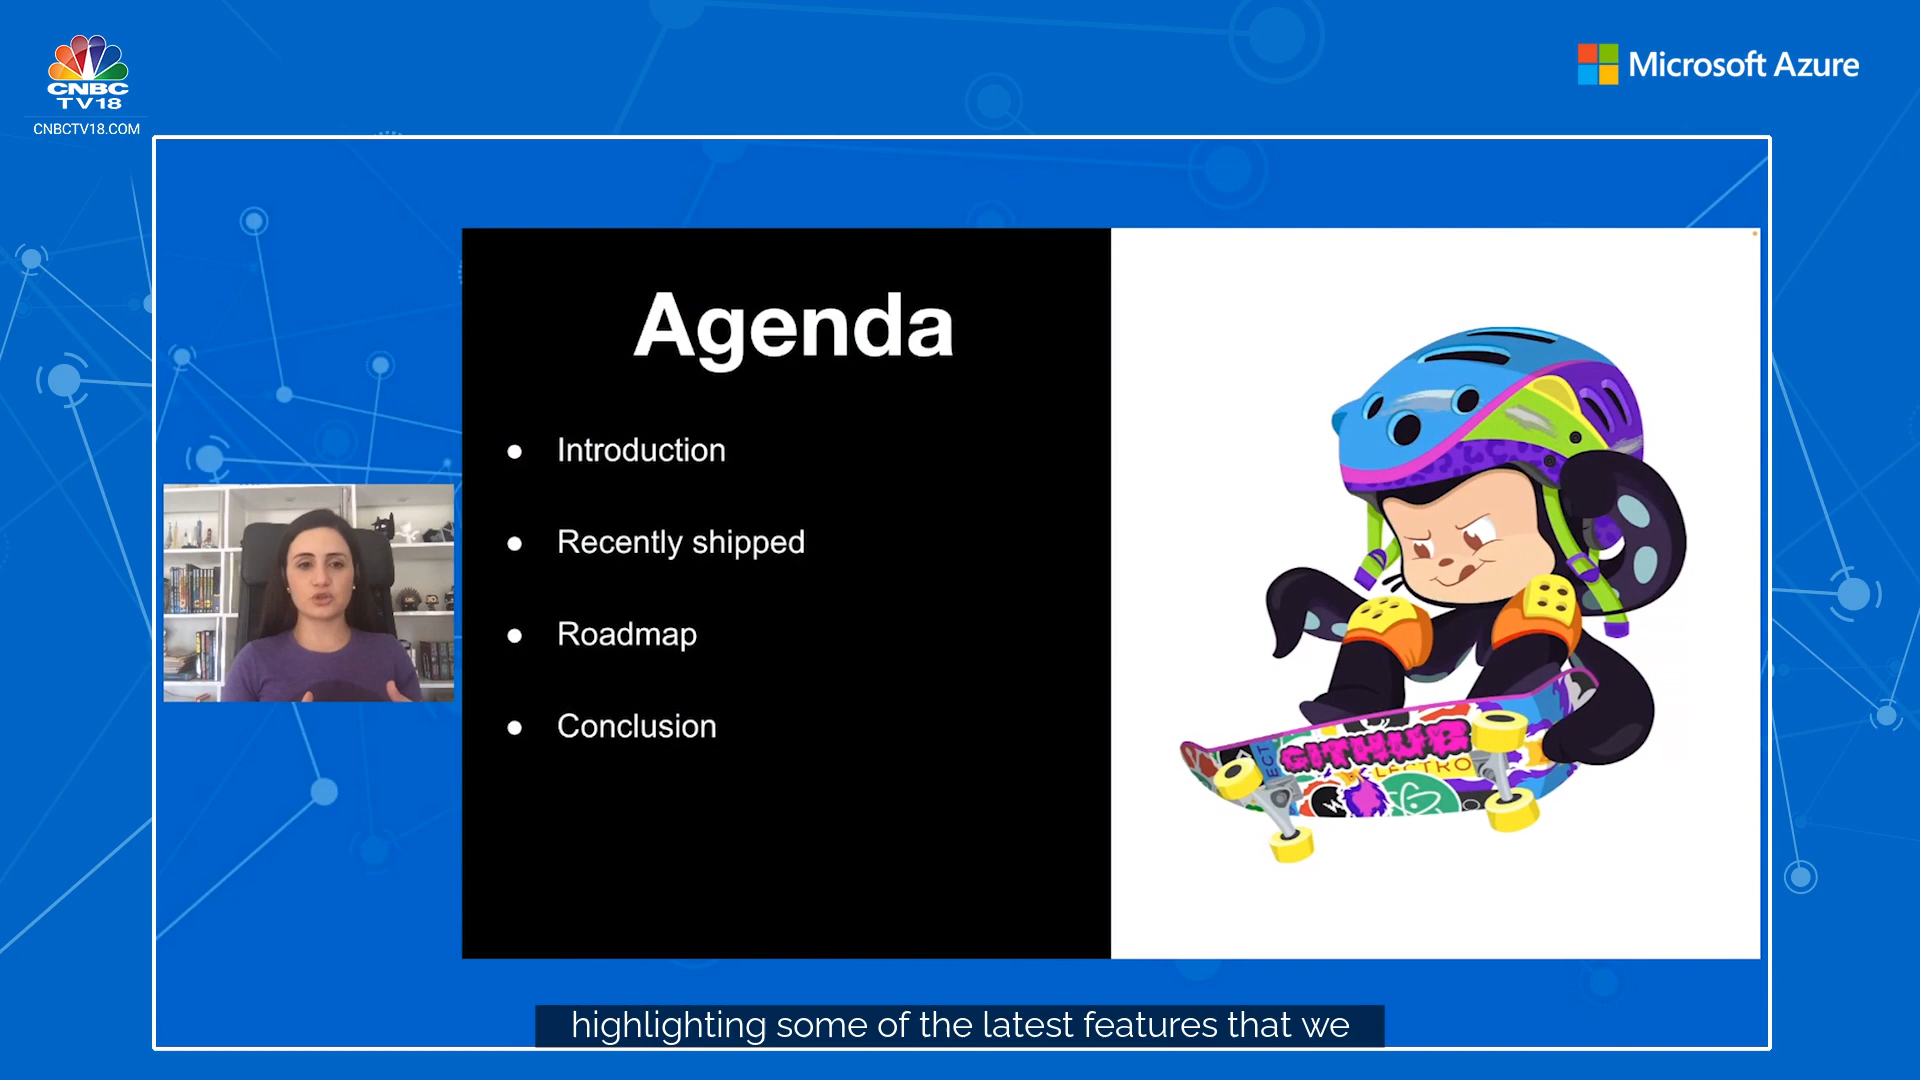 CNBC
TV18
CNBCTV18.COM
Microsoft Azure
Agenda
● Introduction
● Recently shipped
● Roadmap
● Conclusion
GITHUB
highlighting some of the latest features that we